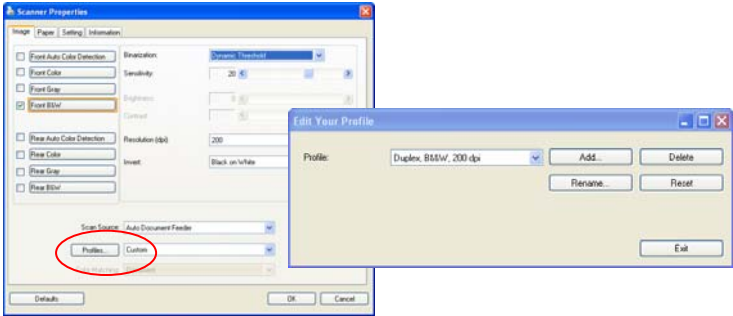 Scanner Properties
Image Paper Setting Information
Front Auto Color Detection
Front Color
Front Gray
Front B&W
Rear Auto Color Detection
Rear Color
Rear Gray
Rear B&W
Binarization: Dynamic Threshold
Sensitivity: 20
Brightness: 0
Contrast:
Resolution (dpi) 200
Invert: Black on White
Scan Source: Auto Document Feeder
Profiles... Custom
Defaults OK Cancel
Edit Your Profile
Profile: Duplex, B&W, 200 dpi Add... Delete
Rename... Reset
Exit